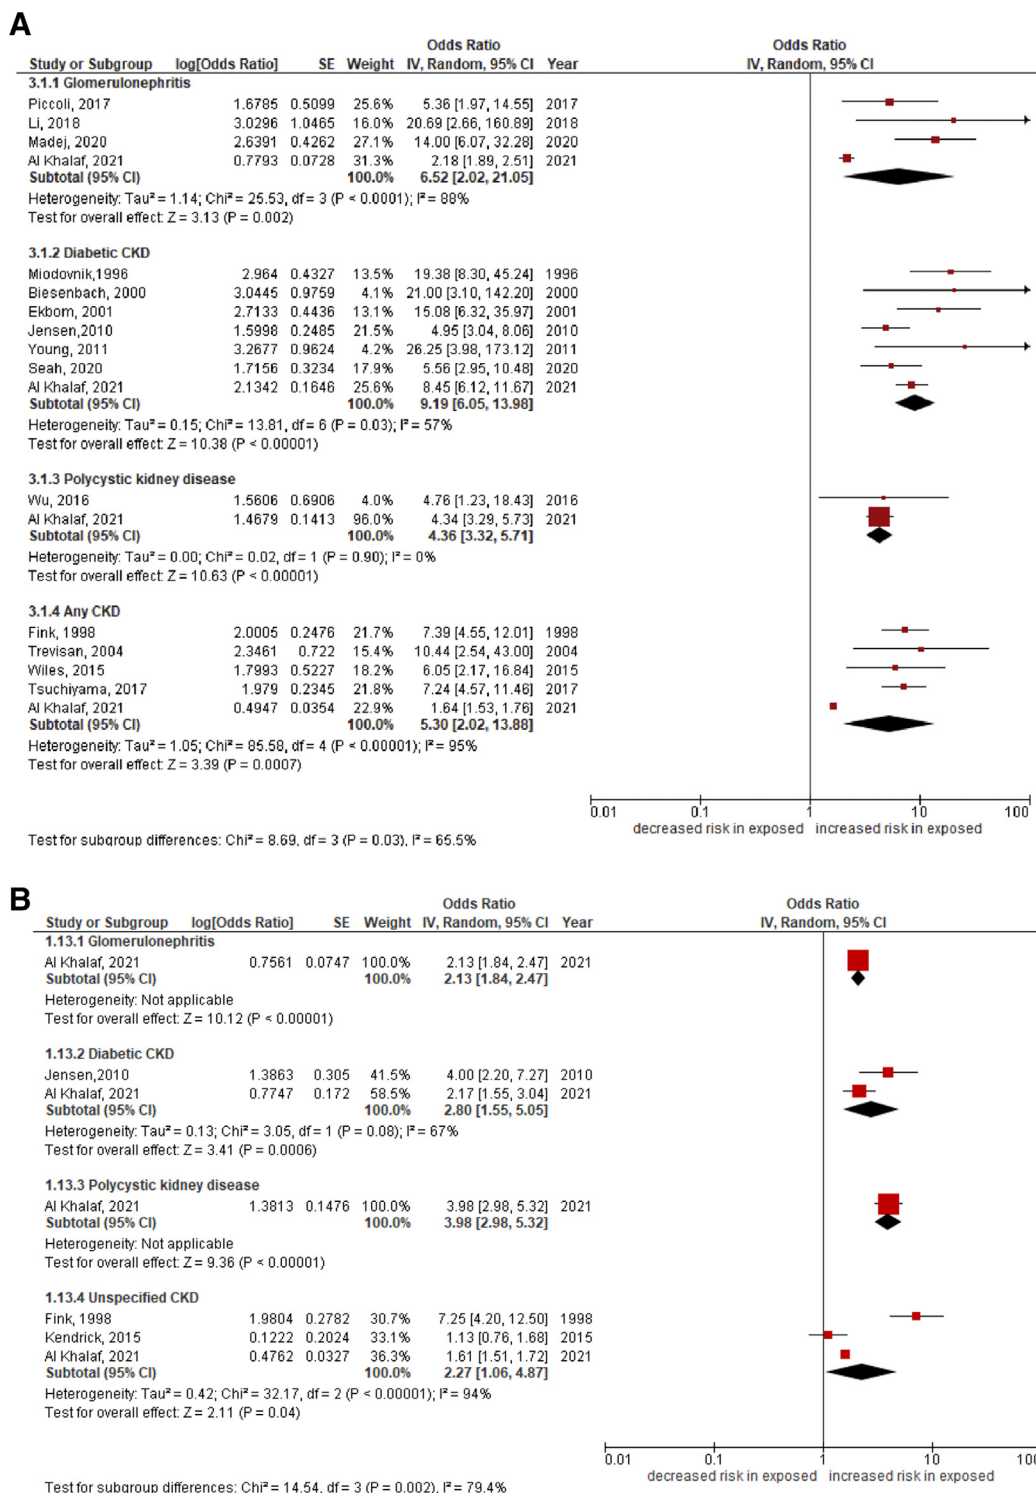 A
Odds Ratio Odds Ratio
Study or Subgroup log[Odds Ratio] SE Weight IV, Random, 95% CI Year IV, Random, 95% CI
3.1.1 Glomerulonephritis
Piccoli, 2017 1.6785 0.5099 25.6% 5.36 [1.97, 14.55] 2017
Li, 2018 3.0296 1.0465 16.0% 20.69 [2.66, 160.89] 2018
Madej, 2020 2.6391 0.4262 27.1% 14.00 [6.07, 32.28] 2020
Al Khalaf, 2021 0.7793 0.0728 31.3% 2.18 [1.89, 2.51] 2021
Subtotal (95% CI) 100.0% 6.52 [2.02, 21.05]
Heterogeneity: Tau² = 1.14; Chi² = 25.53, df = 3 (P < 0.0001); I² = 88%
Test for overall effect: Z = 3.13 (P = 0.002)
3.1.2 Diabetic CKD
Miodovnik,1996 2.964 0.4327 13.5% 19.38 [8.30, 45.24] 1996
Biesenbach, 2000 3.0445 0.9759 4.1% 21.00 [3.10, 142.20] 2000
Ekbom, 2001 2.7133 0.4436 13.1% 15.08 [6.32, 35.97] 2001
Jensen,2010 1.5998 0.2485 21.5% 4.95 [3.04, 8.06] 2010
Young, 2011 3.2677 0.9624 4.2% 26.25 [3.98, 173.12] 2011
Seah, 2020 1.7156 0.3234 17.9% 5.56 [2.95, 10.48] 2020
Al Khalaf, 2021 2.1342 0.1646 25.6% 8.45 [6.12, 11.67] 2021
Subtotal (95% CI) 100.0% 9.19 [6.05, 13.98]
Heterogeneity: Tau² = 0.15; Chi² = 13.81, df = 6 (P = 0.03); I² = 57%
Test for overall effect: Z = 10.38 (P < 0.00001)
3.1.3 Polycystic kidney disease
Wu, 2016 1.5606 0.6906 4.0% 4.76 [1.23, 18.43] 2016
Al Khalaf, 2021 1.4679 0.1413 96.0% 4.34 [3.29, 5.73] 2021
Subtotal (95% CI) 100.0% 4.36 [3.32, 5.71]
Heterogeneity: Tau² = 0.00; Chi² = 0.02, df = 1 (P = 0.90); I² = 0%
Test for overall effect: Z = 10.63 (P < 0.00001)
3.1.4 Any CKD
Fink, 1998 2.0005 0.2476 21.7% 7.39 [4.55, 12.01] 1998
Trevisan, 2004 2.3461 0.722 15.4% 10.44 [2.54, 43.00] 2004
Wiles, 2015 1.7993 0.5227 18.2% 6.05 [2.17, 16.84] 2015
Tsuchiyama, 2017 1.979 0.2345 21.8% 7.24 [4.57, 11.46] 2017
Al Khalaf, 2021 0.4947 0.0354 22.9% 1.64 [1.53, 1.76] 2021
Subtotal (95% CI) 100.0% 5.30 [2.02, 13.88]
Heterogeneity: Tau² = 1.05; Chi² = 85.58, df = 4 (P < 0.00001); I² = 95%
Test for overall effect: Z = 3.39 (P = 0.0007)
0.01 0.1 1 10 100
decreased risk in exposed increased risk in exposed
Test for subgroup differences: Chi² = 8.69, df = 3 (P = 0.03), I² = 65.5%
B
Odds Ratio Odds Ratio
Study or Subgroup log[Odds Ratio] SE Weight IV, Random, 95% CI Year IV, Random, 95% CI
1.13.1 Glomerulonephritis
Al Khalaf, 2021 0.7561 0.0747 100.0% 2.13 [1.84, 2.47] 2021
Subtotal (95% CI) 100.0% 2.13 [1.84, 2.47]
Heterogeneity: Not applicable
Test for overall effect: Z = 10.12 (P < 0.00001)
1.13.2 Diabetic CKD
Jensen,2010 1.3863 0.305 41.5% 4.00 [2.20, 7.27] 2010
Al Khalaf, 2021 0.7747 0.172 58.5% 2.17 [1.55, 3.04] 2021
Subtotal (95% CI) 100.0% 2.80 [1.55, 5.05]
Heterogeneity: Tau² = 0.13; Chi² = 3.05, df = 1 (P = 0.08); I² = 67%
Test for overall effect: Z = 3.41 (P = 0.0006)
1.13.3 Polycystic kidney disease
Al Khalaf, 2021 1.3813 0.1476 100.0% 3.98 [2.98, 5.32] 2021
Subtotal (95% CI) 100.0% 3.98 [2.98, 5.32]
Heterogeneity: Not applicable
Test for overall effect: Z = 9.36 (P < 0.00001)
1.13.4 Unspecified CKD
Fink, 1998 1.9804 0.2782 30.7% 7.25 [4.20, 12.50] 1998
Kendrick, 2015 0.1222 0.2024 33.1% 1.13 [0.76, 1.68] 2015
Al Khalaf, 2021 0.4762 0.0327 36.3% 1.61 [1.51, 1.72] 2021
Subtotal (95% CI) 100.0% 2.27 [1.06, 4.87]
Heterogeneity: Tau² = 0.42; Chi² = 32.17, df = 2 (P < 0.00001); I² = 94%
Test for overall effect: Z = 2.11 (P = 0.04)
0.01 0.1 1 10 100
decreased risk in exposed increased risk in exposed
Test for subgroup differences: Chi² = 14.54, df = 3 (P = 0.002), I² = 79.4%